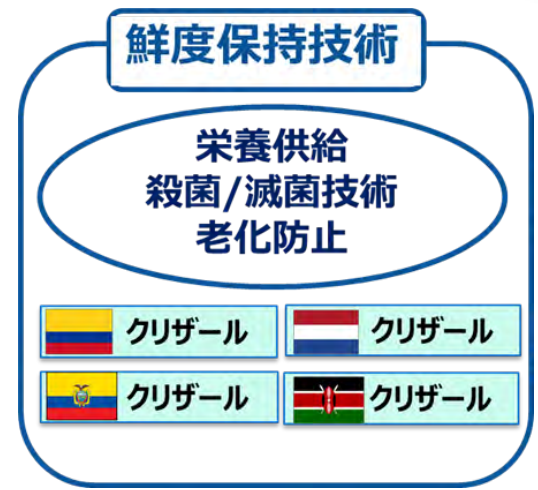 鮮度保持技術
栄養供給
殺菌/滅菌技術
老化防止
クリザール
クリザール
クリザール
クリザール